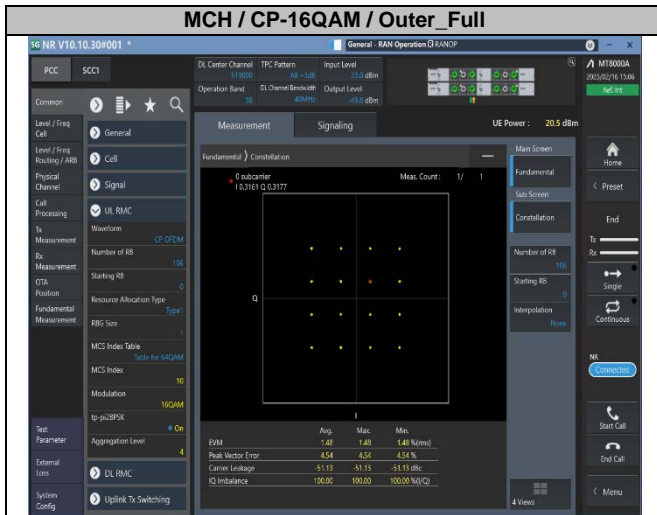 MCH / CP-16QAM / Outer_Full
5G NR V10.10.30#001 *
General - RAN Operation RANOP
PCC
SCC1
DL Center Channel
519000
TPC Pattern
All +3dB
Input Level
23.0 dBm
Operation Band
38
DL Channel Bandwidth
40MHz
Output Level
MT8000A
2023/02/16 15:06
Ref. Int
Common
Level / Freq
Cell
Level / Freq
Routing / ARB
Physical
Channel
Call
Processing
Tx
Measurement
Rx
Measurement
OTA
Position
Fundamental
Measurement
Test
Parameter
External
Loss
System
Config
General
Cell
Signal
UL RMC
Waveform
CP OFDM
Number of RB
106
Starting RB
0
Resource Allocation Type
Type1
RBG Size
MCS Index Table
Table for 64QAM
MCS Index
10
Modulation
16QAM
tp-pi2BPSK
On
Aggregation Level
4
DL RMC
Uplink Tx Switching
Measurement
Signaling
UE Power : 20.5 dBm
Fundamental
Constellation
0 subcarrier
I 0.3161 Q 0.3177
Meas. Count : 1/ 1
Q
I
Avg. Max. Min.
EVM 1.48 1.48 1.48 %(rms)
Peak Vector Error 4.54 4.54 4.54 %
Carrier Leakage -51.13 -51.13 -51.13 dBc
IQ Imbalance 100.00 100.00 100.00 %(I/Q)
Main Screen
Fundamental
Sub Screen
Constellation
Number of RB
106
Starting RB
0
Interpolation
None
4 Views
Home
Preset
End
Tx
Rx
Single
Continuous
NR
Connected
Start Call
End Call
Menu